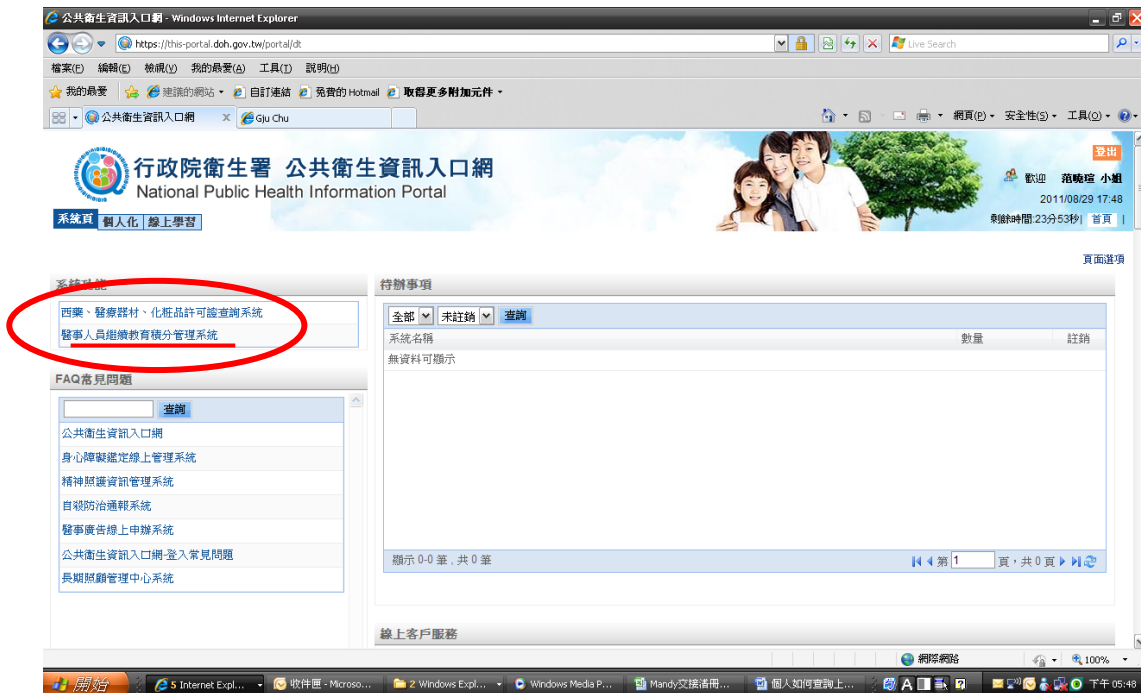 公共衛生資訊入口網 - Windows Internet Explorer
https://this-portal.doh.gov.tw/portal/dt
Live Search
檔案(F) 編輯(E) 檢視(V) 我的最愛(A) 工具(T) 說明(H)
我的最愛 建議的網站 自訂連結 免費的 Hotmail 取得更多附加元件
公共衛生資訊入口網 X Gju Chu
網頁(P) 安全性(S) 工具(O)
行政院衛生署 公共衛生資訊入口網
National Public Health Information Portal
登出
歡迎 范曉瑄 小姐
2011/08/29 17:48
剩餘時間:23分53秒| 首頁 |
系統頁 個人化 線上學習
頁面選項
系統功能
西藥、醫療器材、化粧品許可證查詢系統
醫事人員繼續教育積分管理系統
FAQ常見問題
查詢
公共衛生資訊入口網
身心障礙鑑定線上管理系統
精神照護資訊管理系統
自殺防治通報系統
醫事廣告線上申辦系統
公共衛生資訊入口網-登入常見問題
長期照顧管理中心系統
待辦事項
全部 未註銷 查詢
系統名稱 數量 註銷
無資料可顯示
顯示 0-0 筆 , 共 0 筆
第 1 頁，共 0 頁
線上客戶服務
網際網路 100%
開始 5 Internet Expl... 收件匣 - Microso... 2 Windows Expl... Windows Media P... Mandy交接清冊... 個人如何查詢上... A 下午 05:48